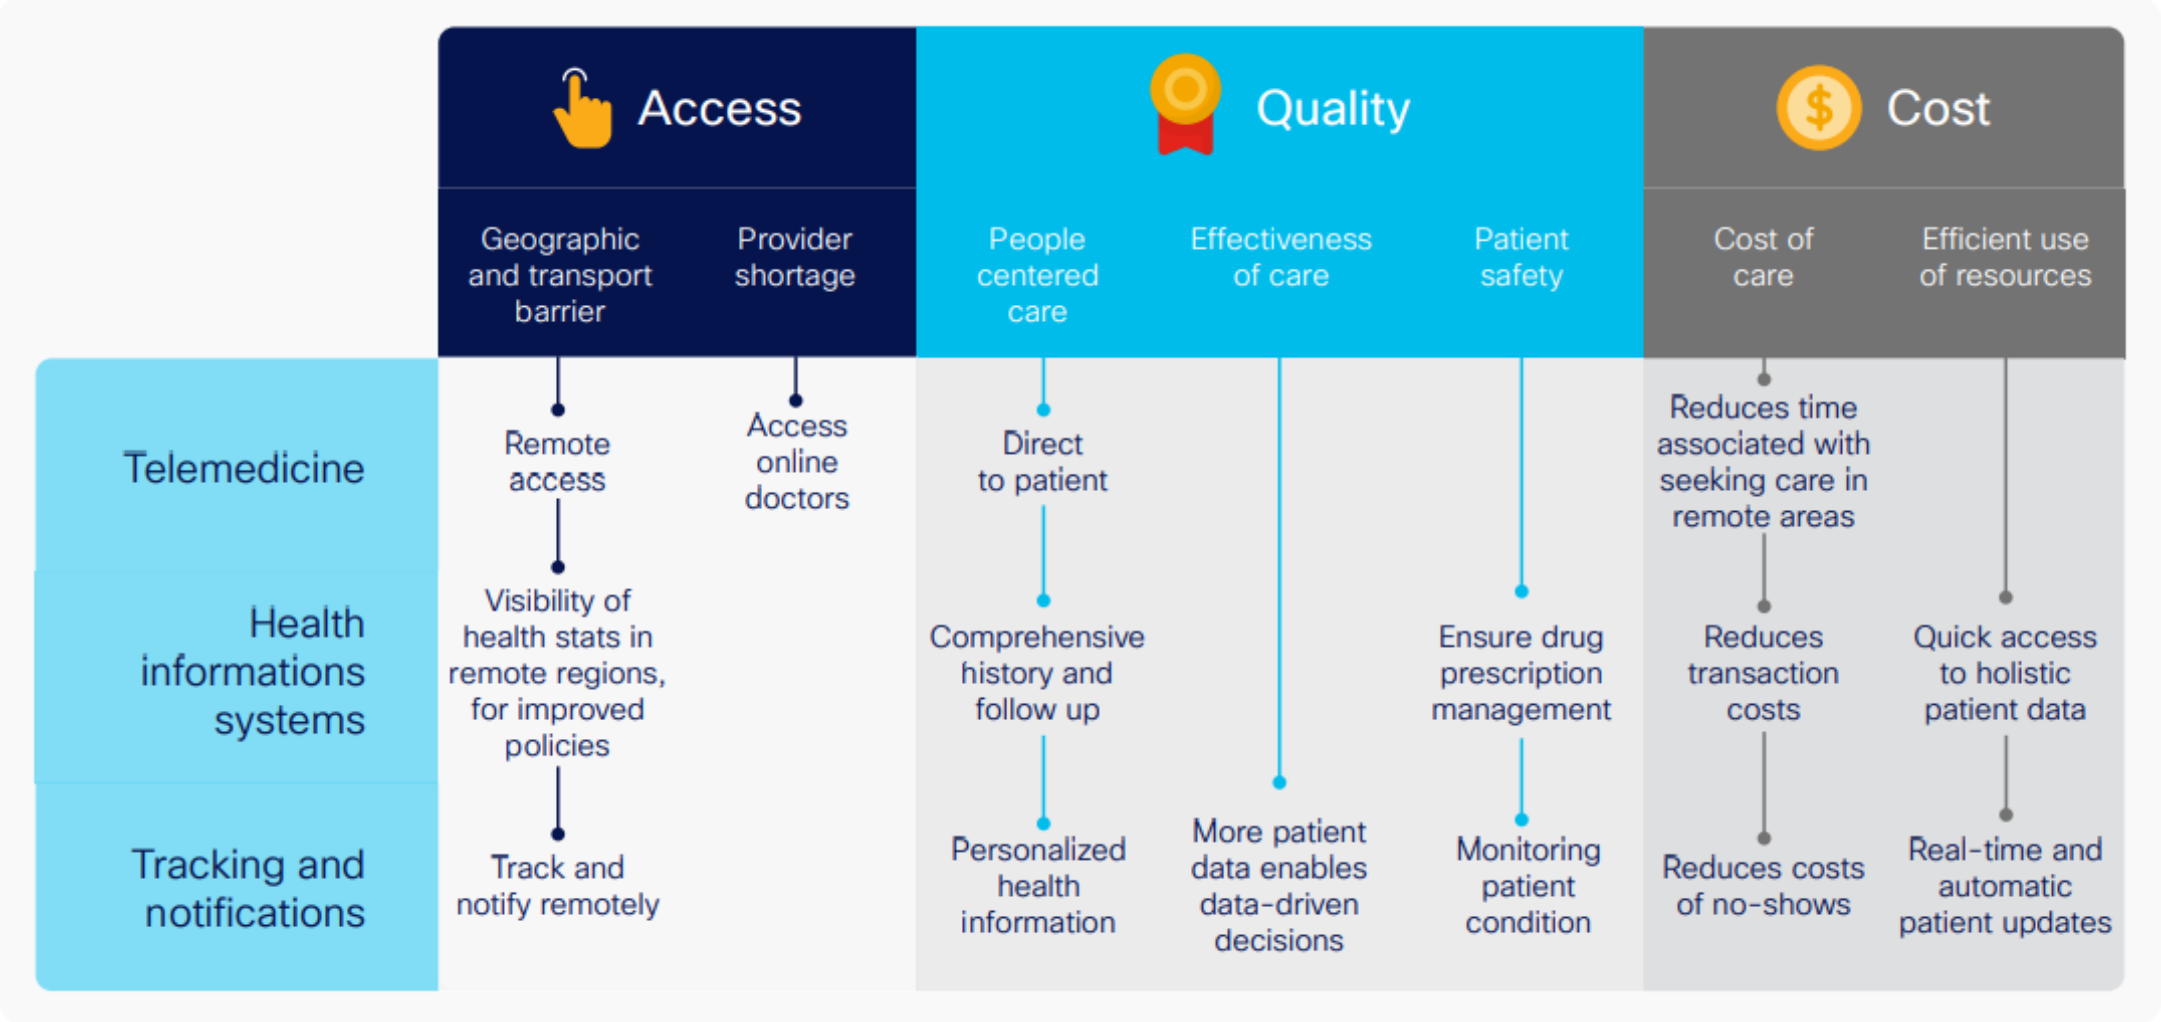 Access
Quality
Cost
Geographic
and transport
barrier
Provider
shortage
People
centered
care
Effectiveness
of care
Patient
safety
Cost of
care
Efficient use
of resources
Telemedicine
Remote
access
Access
online
doctors
Direct
to patient
Reduces time
associated with
seeking care in
remote areas
Health
informations
systems
Visibility of
health stats in
remote regions,
for improved
policies
Comprehensive
history and
follow up
Ensure drug
prescription
management
Reduces
transaction
costs
Quick access
to holistic
patient data
Tracking and
notifications
Track and
notify remotely
Personalized
health
information
More patient
data enables
data-driven
decisions
Monitoring
patient
condition
Reduces costs
of no-shows
Real-time and
automatic
patient updates